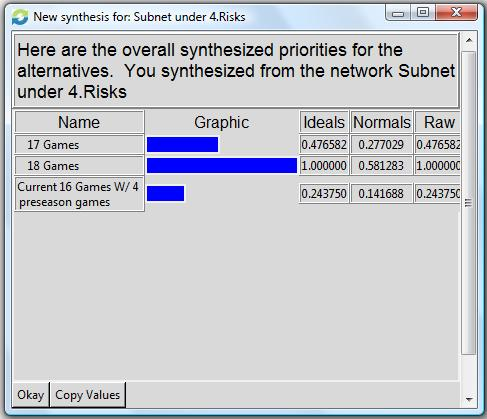 New synthesis for: Subnet under 4.Risks
Here are the overall synthesized priorities for the
alternatives. You synthesized from the network Subnet
under 4.Risks
Name Graphic Ideals Normals Raw
17 Games 0.476582 0.277029 0.476582
18 Games 1.000000 0.581283 1.000000
Current 16 Games W/ 4
preseason games 0.243750 0.141688 0.243750
Okay Copy Values